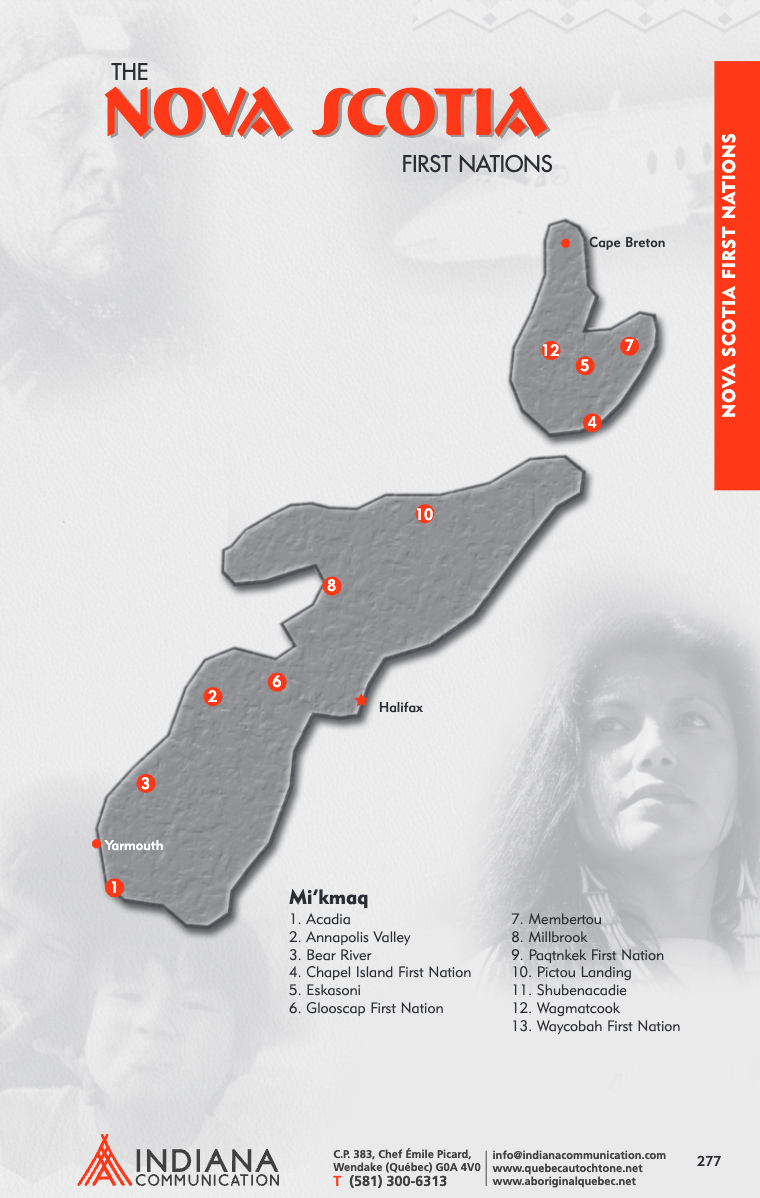 THE
NOVA SCOTIA
FIRST NATIONS
NOVA SCOTIA FIRST NATIONS
Cape Breton
12
7
5
4
10
8
6
2
Halifax
3
Yarmouth
1
Mi‘kmaq
1. Acadia
2. Annapolis Valley
3. Bear River
4. Chapel Island First Nation
5. Eskasoni
6. Glooscap First Nation
7. Membertou
8. Millbrook
9. Paqtnkek First Nation
10. Pictou Landing
11. Shubenacadie
12. Wagmatcook
13. Waycobah First Nation
INDIANA
COMMUNICATION
C.P. 383, Chef Émile Picard,
Wendake (Québec) G0A 4V0
T (581) 300-6313
info@indianacommunication.com
www.quebecautochtone.net
www.aboriginalquebec.net
277